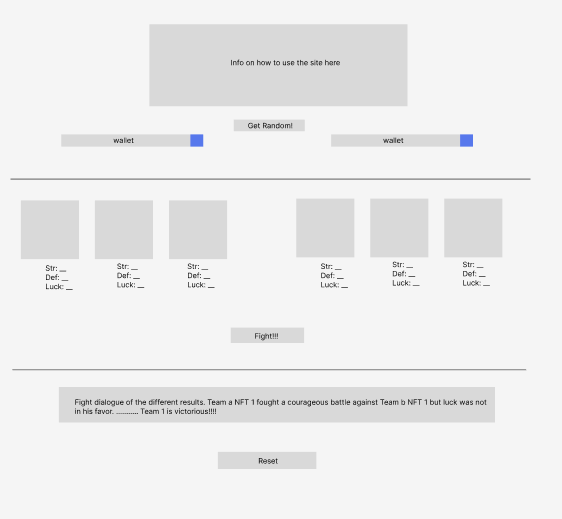 Info on how to use the site here
Get Random!
wallet
wallet
Str: __
Def: __
Luck: __
Str: __
Def: __
Luck: __
Str: __
Def: __
Luck: __
Str: __
Def: __
Luck: __
Str: __
Def: __
Luck: __
Str: __
Def: __
Luck: __
Fight!!!
Fight dialogue of the different results. Team a NFT 1 fought a courageous battle against Team b NFT 1 but luck was not
in his favor. ........... Team 1 is victorious!!!!
Reset